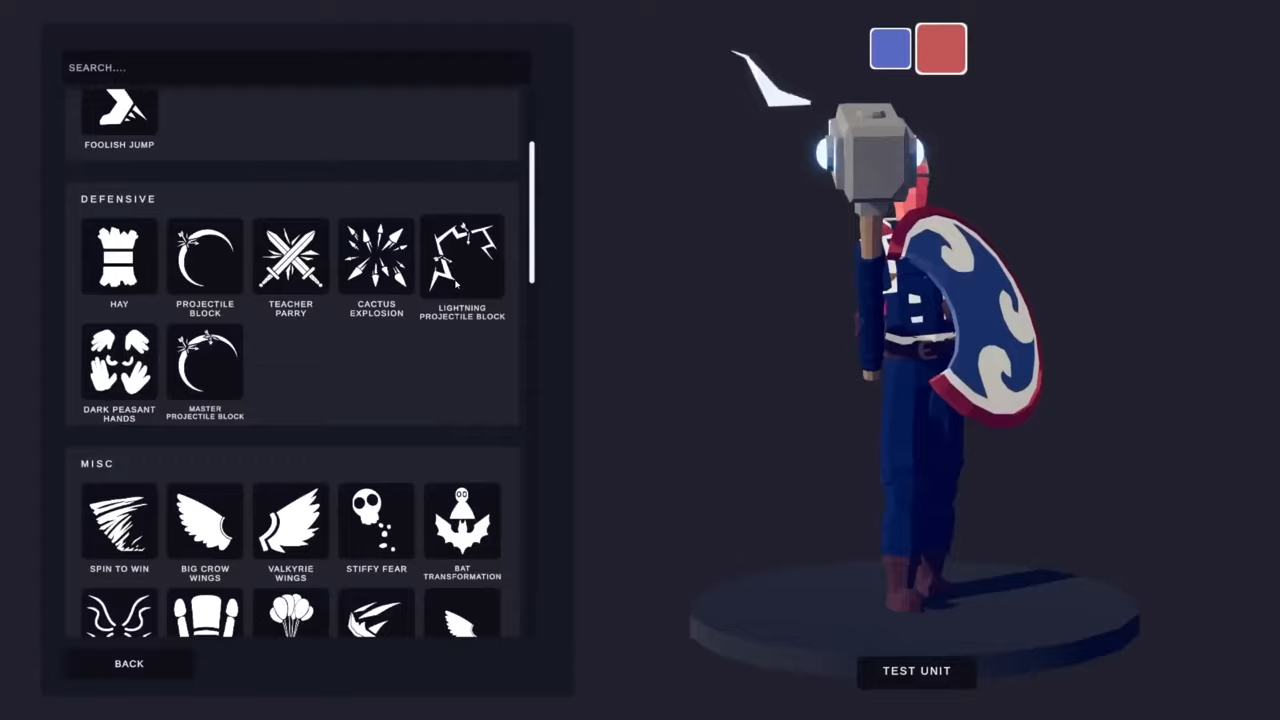 SEARCH....
FOOLISH JUMP
DEFENSIVE
HAY
PROJECTILE
BLOCK
TEACHER
PARRY
CACTUS
EXPLOSION
LIGHTNING
PROJECTILE BLOCK
DARK PEASANT
HANDS
MASTER
PROJECTILE BLOCK
MISC
SPIN TO WIN
BIG CROW
WINGS
VALKYRIE
WINGS
STIFFY FEAR
BAT
TRANSFORMATION
BACK
TEST UNIT